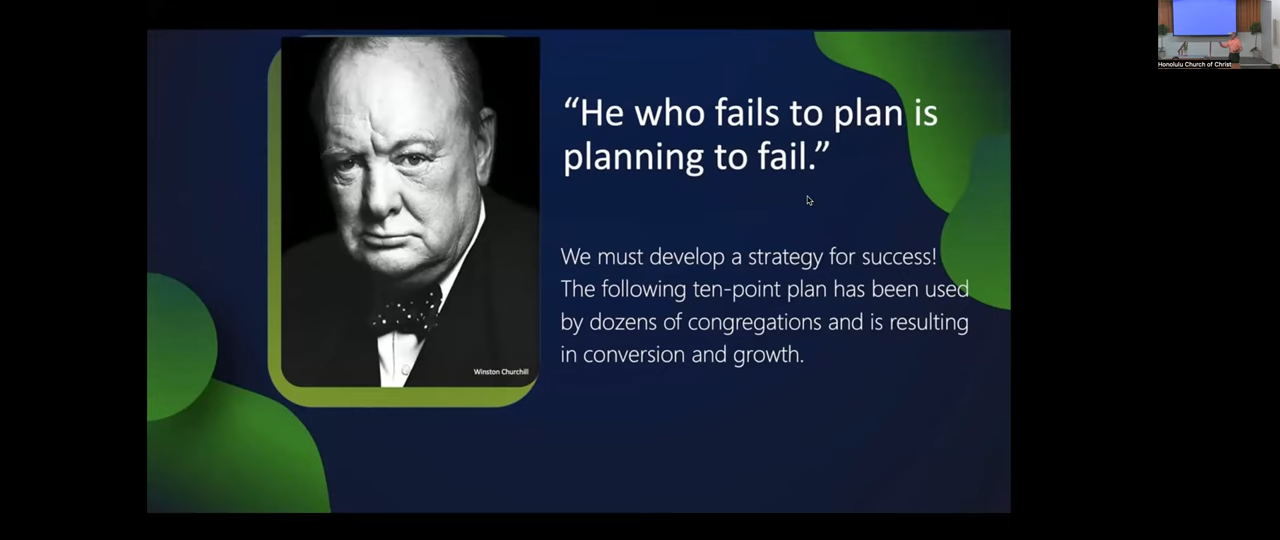 Honolulu Church of Christ
“He who fails to plan is
planning to fail.”
We must develop a strategy for success!
The following ten-point plan has been used
by dozens of congregations and is resulting
in conversion and growth.
Winston Churchill